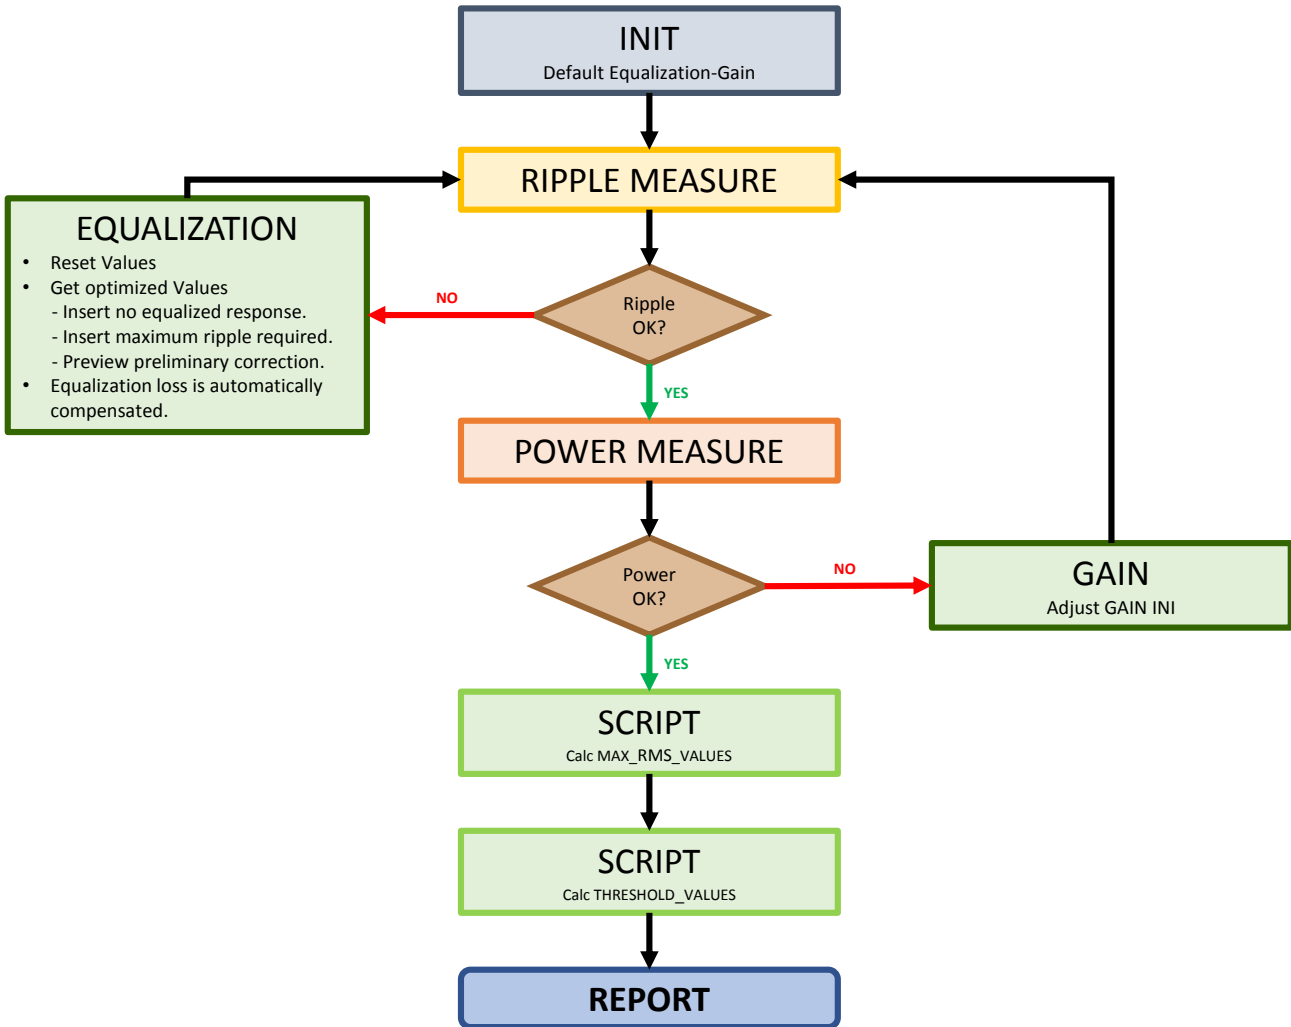 INIT
Default Equalization-Gain
RIPPLE MEASURE
EQUALIZATION
• Reset Values
• Get optimized Values
- Insert no equalized response.
- Insert maximum ripple required.
- Preview preliminary correction.
• Equalization loss is automatically
compensated.
NO
Ripple
OK?
YES
POWER MEASURE
Power
OK?
NO
GAIN
Adjust GAIN INI
YES
SCRIPT
Calc MAX_RMS_VALUES
SCRIPT
Calc THRESHOLD_VALUES
REPORT